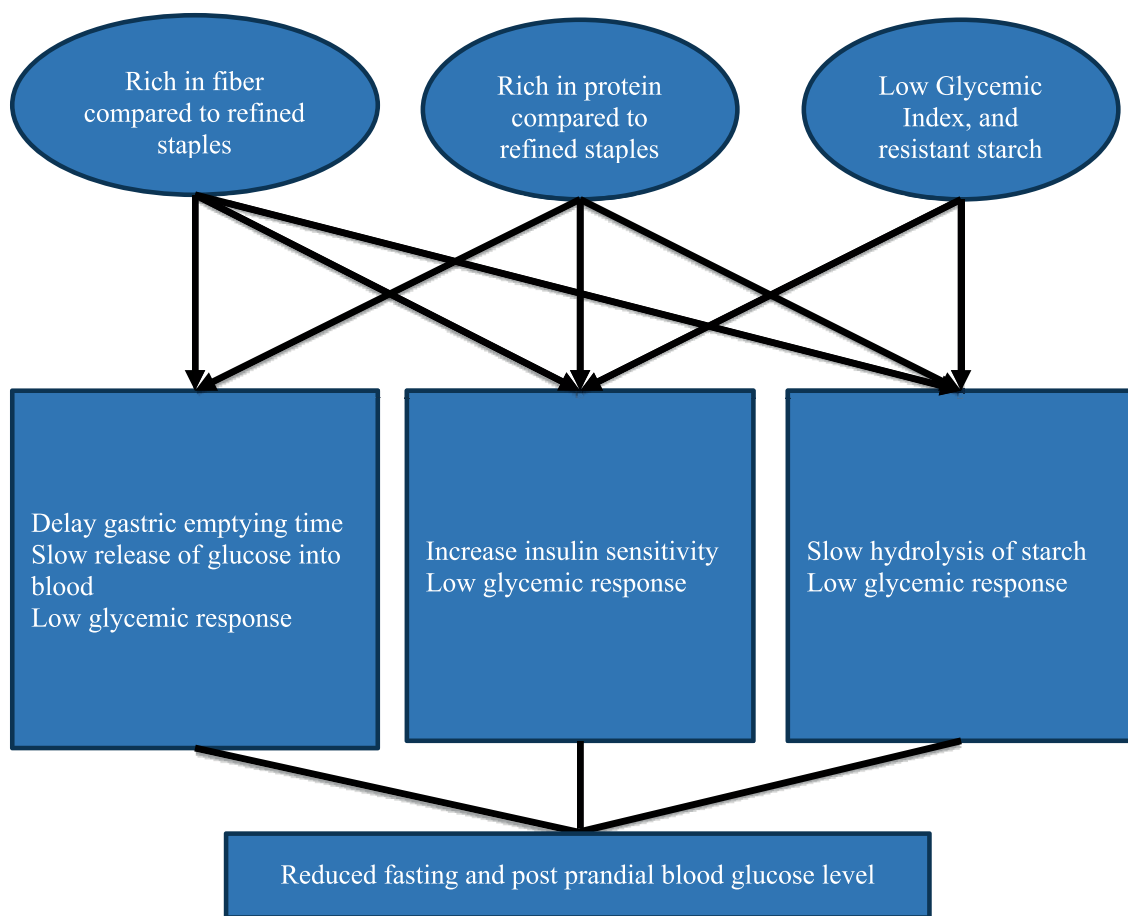 Rich in fiber
compared to refined
staples
Rich in protein
compared to
refined staples
Low Glycemic
Index, and
resistant starch
Delay gastric emptying time
Slow release of glucose into
blood
Low glycemic response
Increase insulin sensitivity
Low glycemic response
Slow hydrolysis of starch
Low glycemic response
Reduced fasting and post prandial blood glucose level